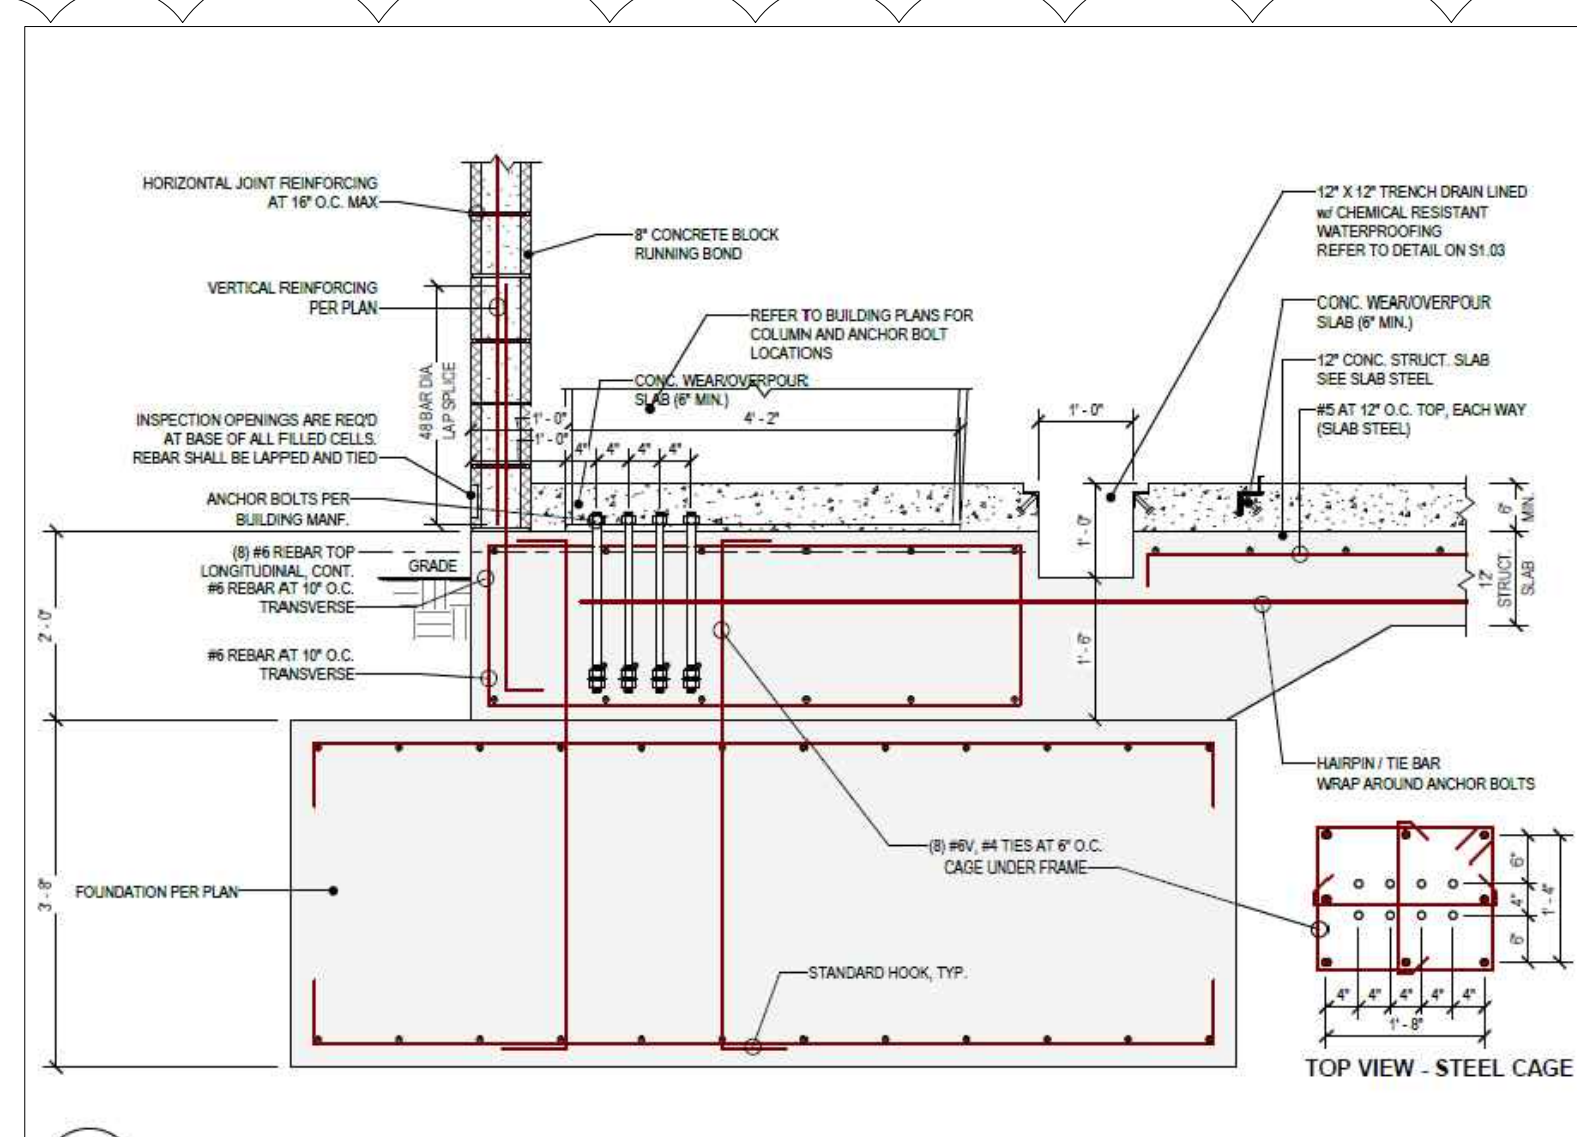 HORIZONTAL JOINT REINFORCING
AT 16" O.C. MAX
8" CONCRETE BLOCK
RUNNING BOND
VERTICAL REINFORCING
PER PLAN
48 BAR DIA.
LAP SPLICE
REFER TO BUILDING PLANS FOR
COLUMN AND ANCHOR BOLT
LOCATIONS
CONC. WEAR/OVERPOUR
SLAB (6" MIN.)
INSPECTION OPENINGS ARE REQ'D
AT BASE OF ALL FILLED CELLS.
REBAR SHALL BE LAPPED AND TIED
ANCHOR BOLTS PER
BUILDING MANF.
1' - 0"
4' - 2"
1' - 0"
4"
4"
4"
4"
12" X 12" TRENCH DRAIN LINED
w/ CHEMICAL RESISTANT
WATERPROOFING
REFER TO DETAIL ON S1.03
CONC. WEAR/OVERPOUR
SLAB (6" MIN.)
12" CONC. STRUCT. SLAB
SEE SLAB STEEL
#5 AT 12" O.C. TOP, EACH WAY
(SLAB STEEL)
1' - 0"
1' - 0"
1' - 6"
6"
MIN.
12"
STRUCT.
SLAB
(8) #6 REBAR TOP
LONGITUDINAL, CONT.
#6 REBAR AT 10" O.C.
TRANSVERSE
GRADE
#6 REBAR AT 10" O.C.
TRANSVERSE
2' - 0"
3' - 8"
FOUNDATION PER PLAN
HAIRPIN / TIE BAR
WRAP AROUND ANCHOR BOLTS
(8) #6V, #4 TIES AT 6" O.C.
CAGE UNDER FRAME
STANDARD HOOK, TYP.
6"
4"
6"
1' - 4"
4"
4"
4"
4"
4"
1' - 8"
TOP VIEW - STEEL CAGE